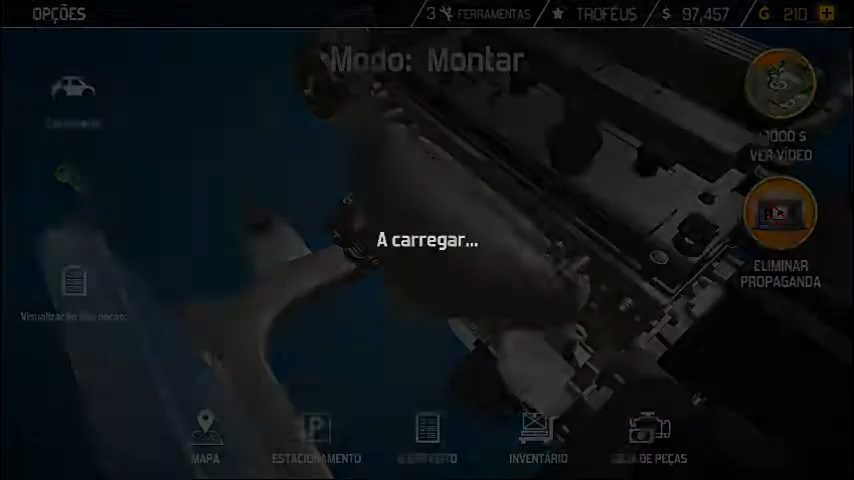 OPÇÕES
3 FERRAMENTAS
TROFÉUS
$ 97,457
G 210
Modo: Montar
1000 $
VER VÍDEO
A carregar...
ELIMINAR
PROPAGANDA
MAPA
ESTACIONAMENTO
INVENTÁRIO
DE PEÇAS